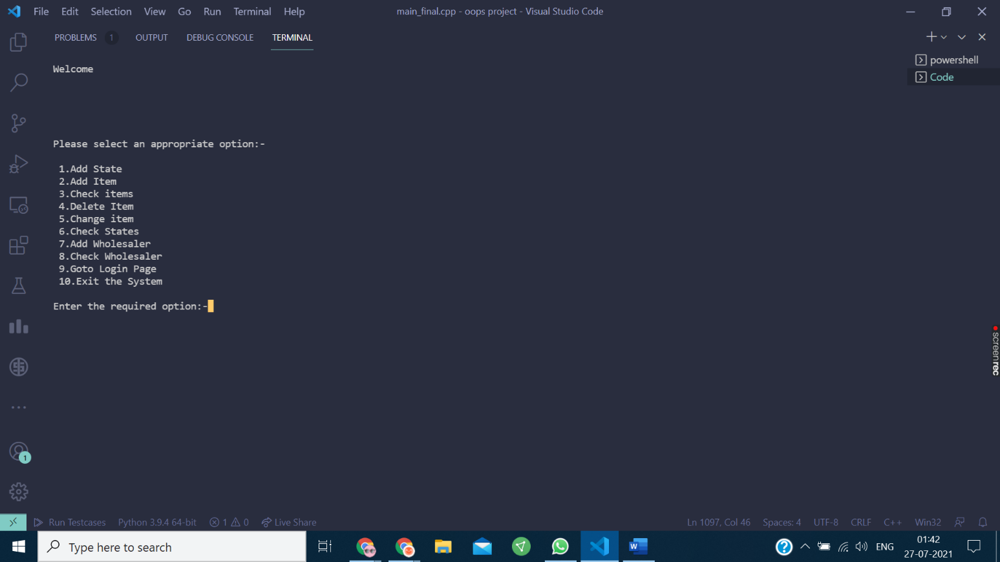 File Edit Selection View Go Run Terminal Help main_final.cpp - oops project - Visual Studio Code
PROBLEMS 1 OUTPUT DEBUG CONSOLE TERMINAL
powershell
Code
Welcome
Please select an appropriate option:-
1.Add State
2.Add Item
3.Check items
4.Delete Item
5.Change item
6.Check States
7.Add Wholesaler
8.Check Wholesaler
9.Goto Login Page
10.Exit the System
Enter the required option:-
screenrec
1
Run Testcases Python 3.9.4 64-bit 1 0 Live Share Ln 1097, Col 46 Spaces: 4 UTF-8 CRLF C++ Win32
Type here to search
W
ENG
01:42
27-07-2021